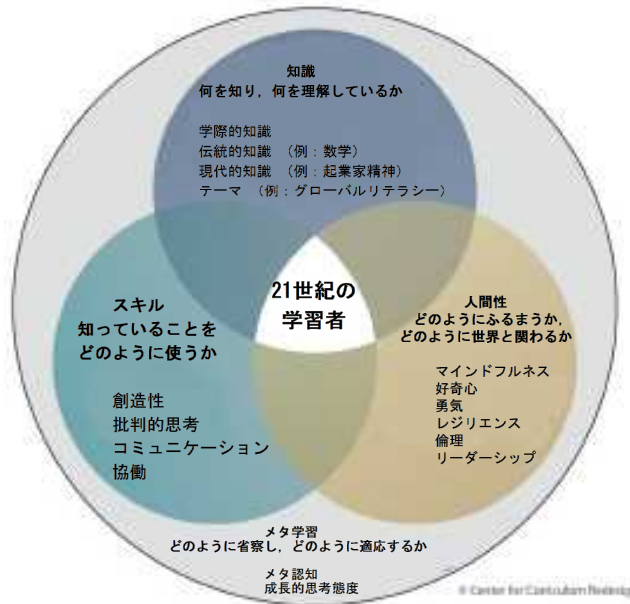 知識
何を知り，何を理解しているか
学際的知識
伝統的知識 （例：数学）
現代的知識 （例：起業家精神）
テーマ （例：グローバルリテラシー）
21世紀の
学習者
スキル
知っていることを
どのように使うか
創造性
批判的思考
コミュニケーション
協働
人間性
どのようにふるまうか，
どのように世界と関わるか
マインドフルネス
好奇心
勇気
レジリエンス
倫理
リーダーシップ
メタ学習
どのように省察し，どのように適応するか
メタ認知
成長的思考態度
© Center for Curriculum Redesign